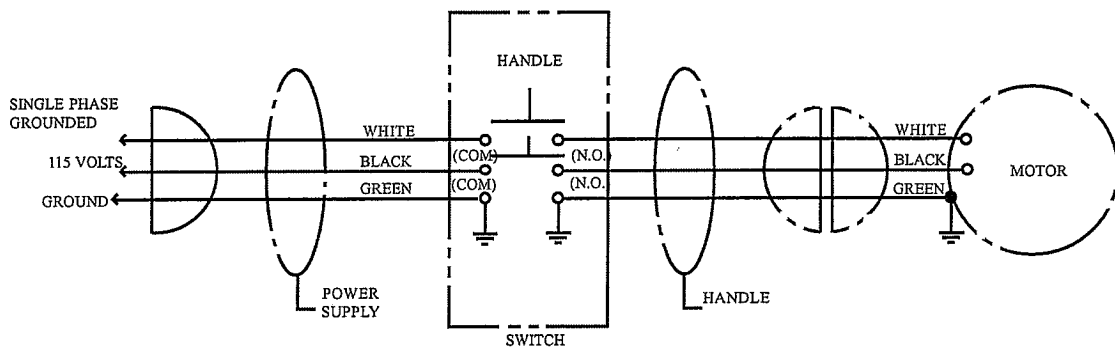 HANDLE
SINGLE PHASE
GROUNDED
WHITE
WHITE
115 VOLTS
BLACK
(COM)
(N.O.)
BLACK
MOTOR
GROUND
GREEN
(COM)
(N.O.
GREEN
POWER
SUPPLY
HANDLE
SWITCH